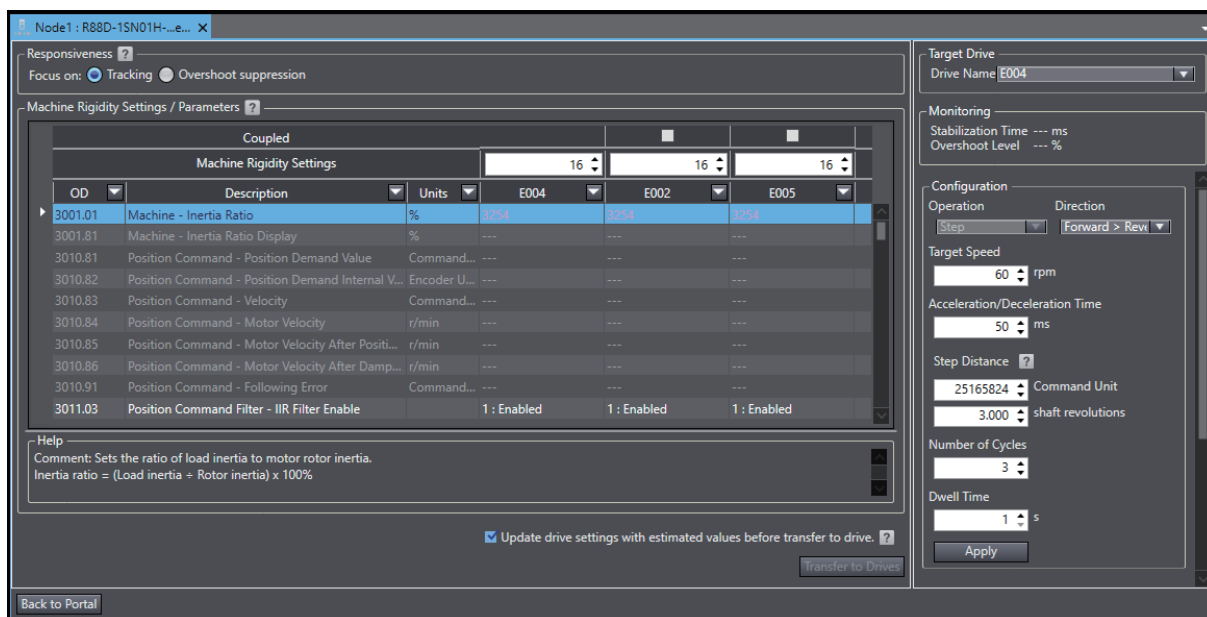 Node1 : R88D-1SN01H-...e... X
Responsiveness ?
Focus on: Tracking Overshoot suppression
Machine Rigidity Settings / Parameters ?
Coupled
Machine Rigidity Settings 16 16 16
OD Description Units E004 E002 E005
3001.01 Machine - Inertia Ratio % 3254 3254 3254
3001.81 Machine - Inertia Ratio Display % --- --- ---
3010.81 Position Command - Position Demand Value Command... --- --- ---
3010.82 Position Command - Position Demand Internal V... Encoder U... --- --- ---
3010.83 Position Command - Velocity Command... --- --- ---
3010.84 Position Command - Motor Velocity r/min --- --- ---
3010.85 Position Command - Motor Velocity After Positi... r/min --- --- ---
3010.86 Position Command - Motor Velocity After Damp... r/min --- --- ---
3010.91 Position Command - Following Error Command... --- --- ---
3011.03 Position Command Filter - IIR Filter Enable 1 : Enabled 1 : Enabled 1 : Enabled
Help
Comment: Sets the ratio of load inertia to motor rotor inertia.
Inertia ratio = (Load inertia ÷ Rotor inertia) x 100%
Update drive settings with estimated values before transfer to drive. ?
Transfer to Drives
Back to Portal
Target Drive
Drive Name E004
Monitoring
Stabilization Time --- ms
Overshoot Level --- %
Configuration
Operation Direction
Step Forward > Reve
Target Speed
60 rpm
Acceleration/Deceleration Time
50 ms
Step Distance ?
25165824 Command Unit
3.000 shaft revolutions
Number of Cycles
3
Dwell Time
1 s
Apply